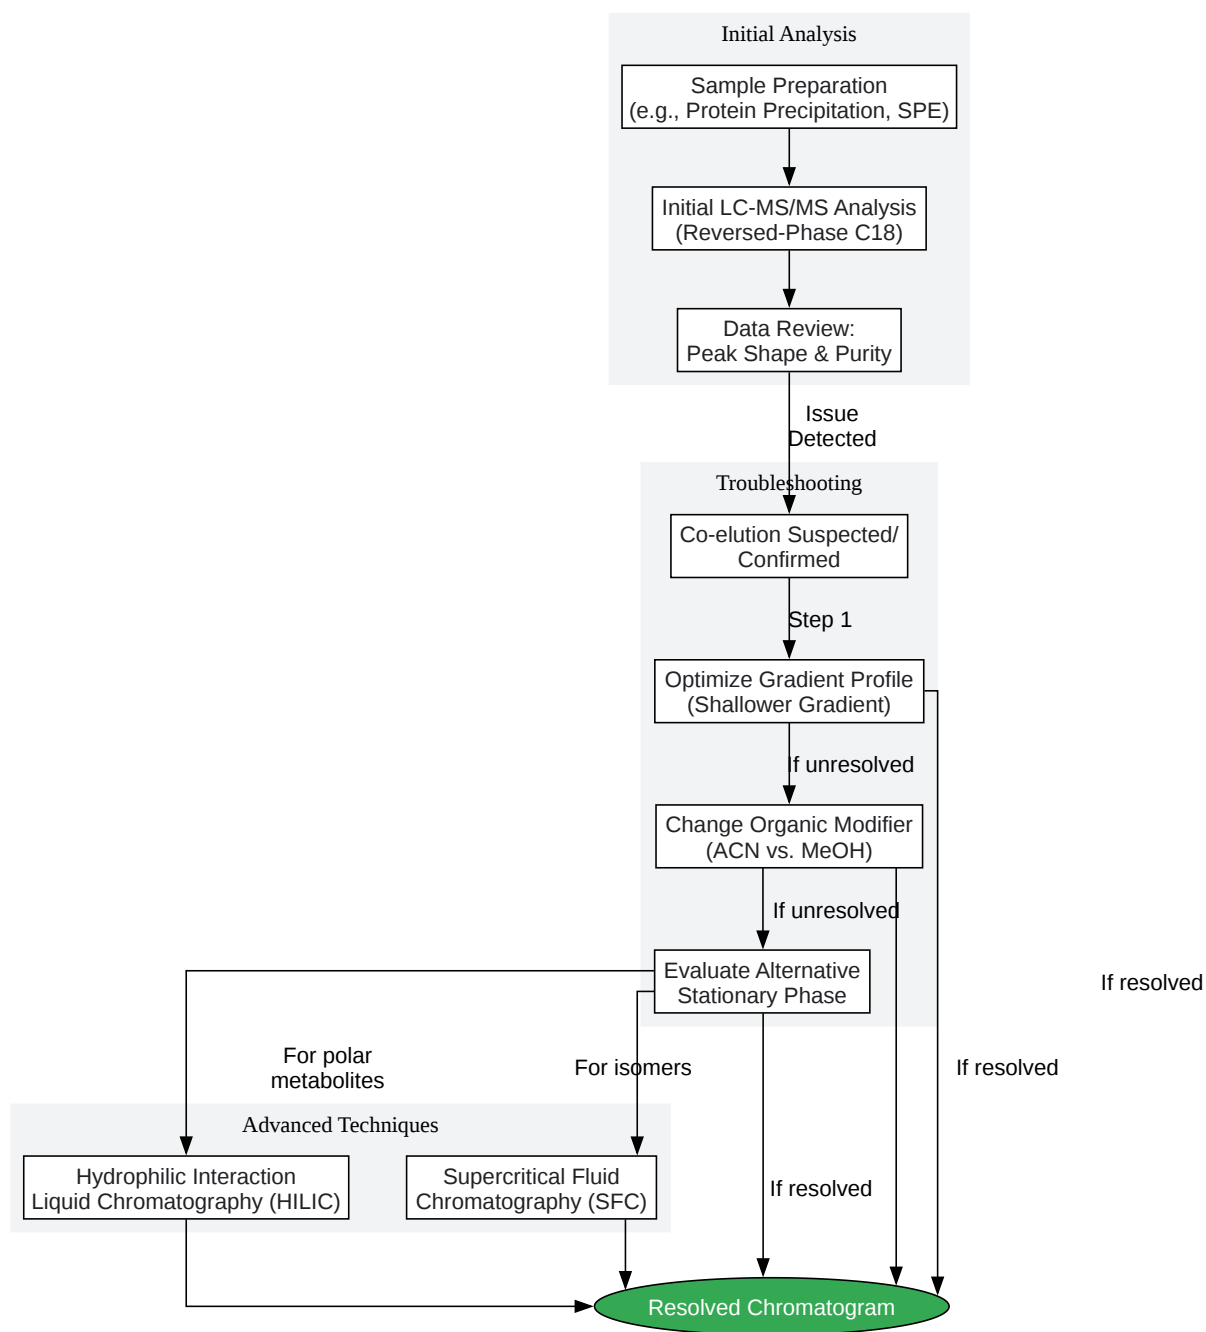 Initial Analysis
Sample Preparation
(e.g., Protein Precipitation, SPE)
Initial LC-MS/MS Analysis
(Reversed-Phase C18)
Data Review:
Peak Shape & Purity
Issue
Detected
Troubleshooting
Co-elution Suspected/
Confirmed
Step 1
Optimize Gradient Profile
(Shallower Gradient)
If unresolved
Change Organic Modifier
(ACN vs. MeOH)
If unresolved
Evaluate Alternative
Stationary Phase
If resolved
For polar
metabolites
For isomers
If resolved
Advanced Techniques
Hydrophilic Interaction
Liquid Chromatography (HILIC)
Supercritical Fluid
Chromatography (SFC)
If resolved
Resolved Chromatogram